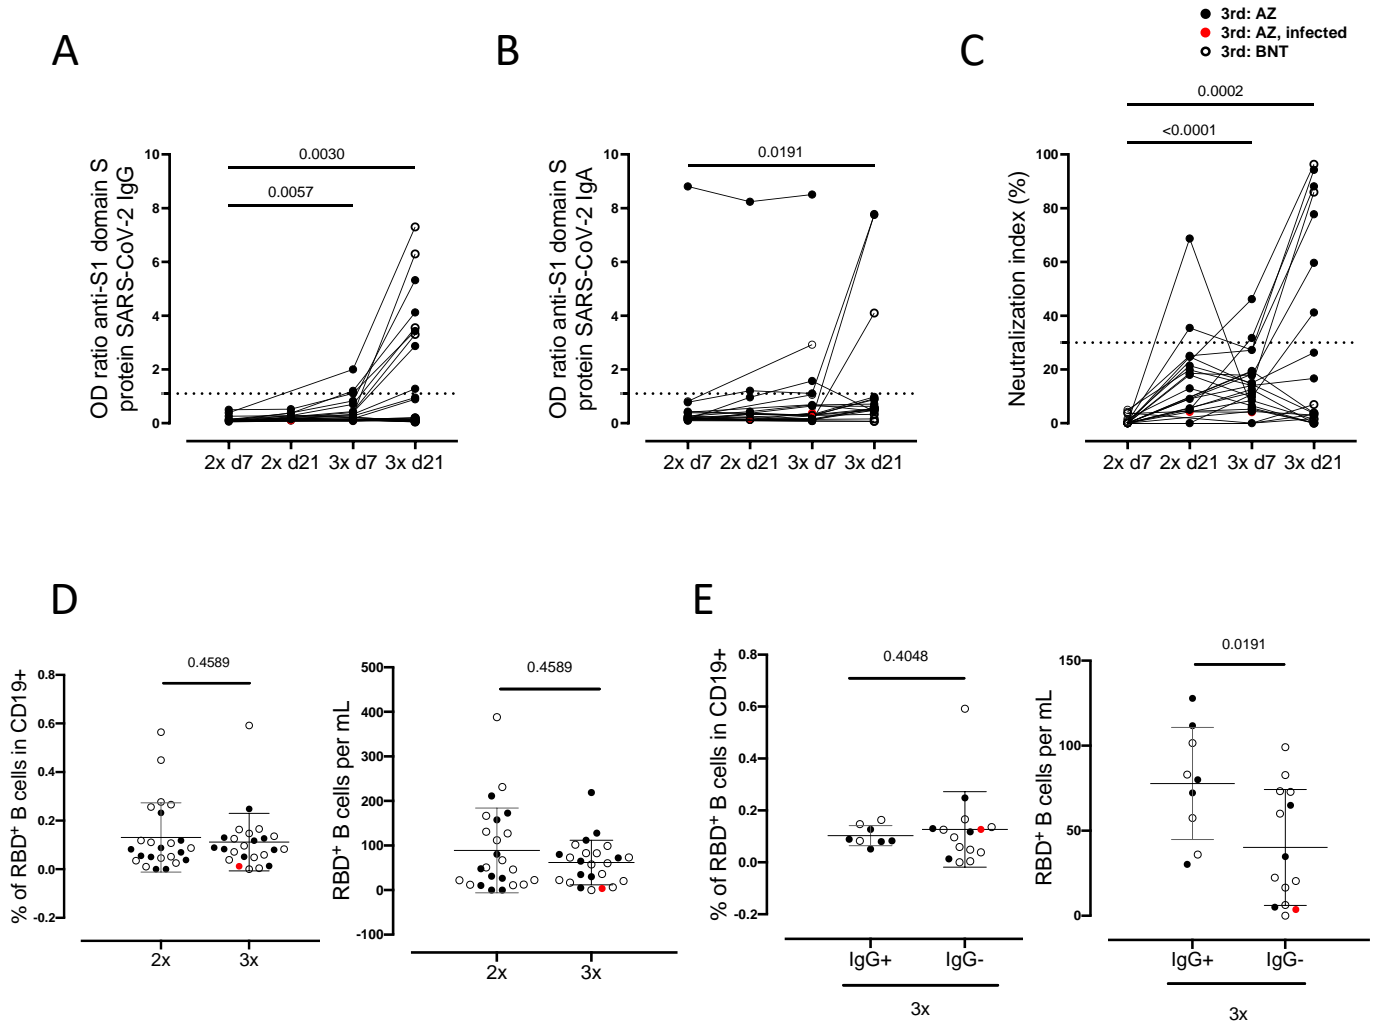 3rd: AZ
3rd: AZ, infected
3rd: BNT
A
B
C
OD ratio anti-S1 domain S
protein SARS-CoV-2 IgG
10
8
6
4
2
0
0.0030
0.0057
2x d7 2x d21 3x d7 3x d21
OD ratio anti-S1 domain S
protein SARS-CoV-2 IgA
10
8
6
4
2
0
0.0191
2x d7 2x d21 3x d7 3x d21
Neutralization index (%)
100
80
60
40
20
0
0.0002
<0.0001
2x d7 2x d21 3x d7 3x d21
D
E
% of RBD⁺ B cells in CD19+
0.8
0.6
0.4
0.2
0.0
-0.2
0.4589
2x 3x
RBD⁺ B cells per mL
500
400
300
200
100
0
-100
0.4589
2x 3x
% of RBD⁺ B cells in CD19+
0.8
0.6
0.4
0.2
0.0
-0.2
0.4048
IgG+ IgG-
3x
RBD⁺ B cells per mL
150
100
50
0
0.0191
IgG+ IgG-
3x